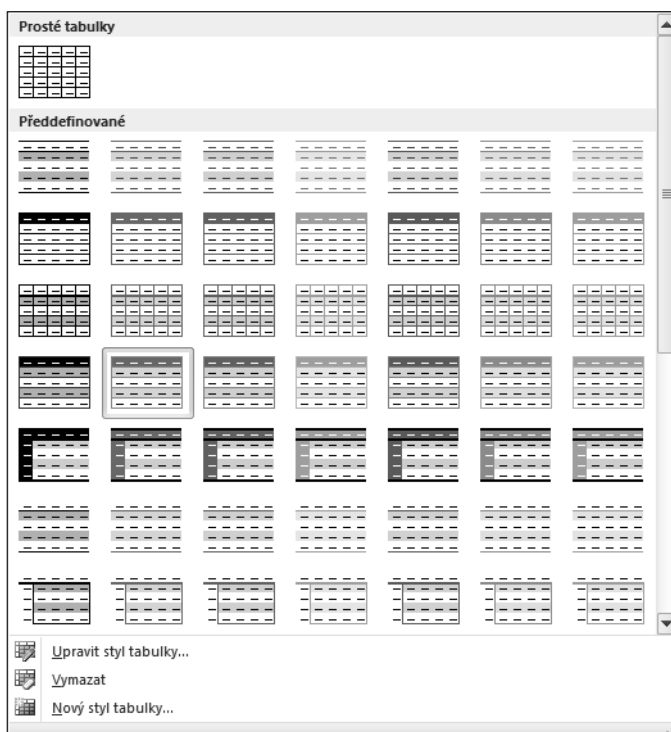 Prosté tabulky
Předdefinované
Upravit styl tabulky...
Vymazat
Nový styl tabulky...